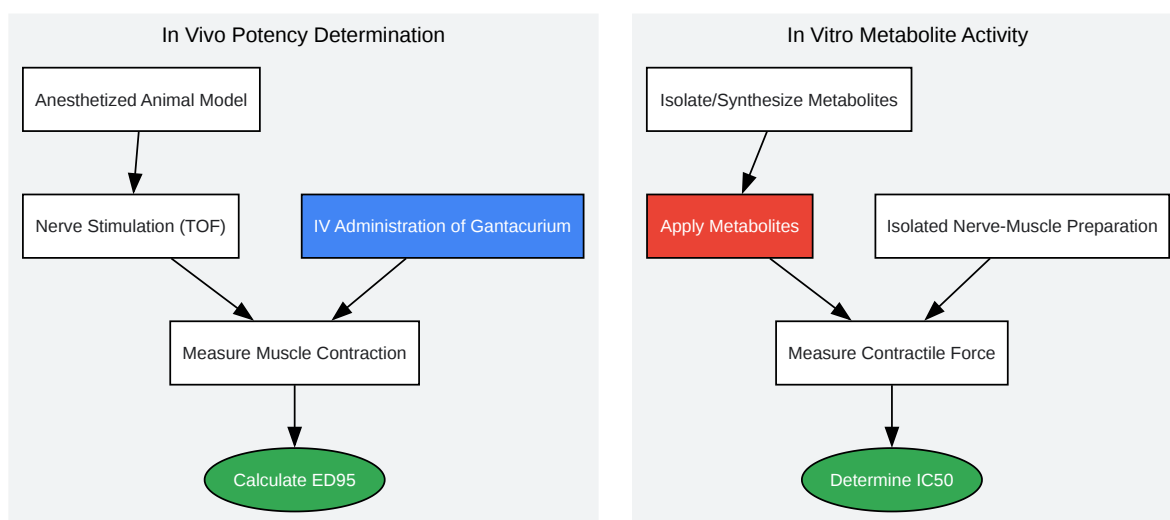 In Vivo Potency Determination
Anesthetized Animal Model
Nerve Stimulation (TOF)
IV Administration of Gantacurium
Measure Muscle Contraction
Calculate ED95
In Vitro Metabolite Activity
Isolate/Synthesize Metabolites
Apply Metabolites
Isolated Nerve-Muscle Preparation
Measure Contractile Force
Determine IC50